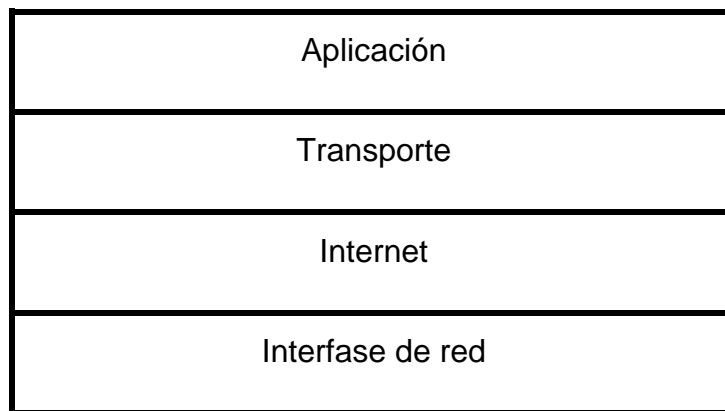 Aplicación
Transporte
Internet
Interfase de red